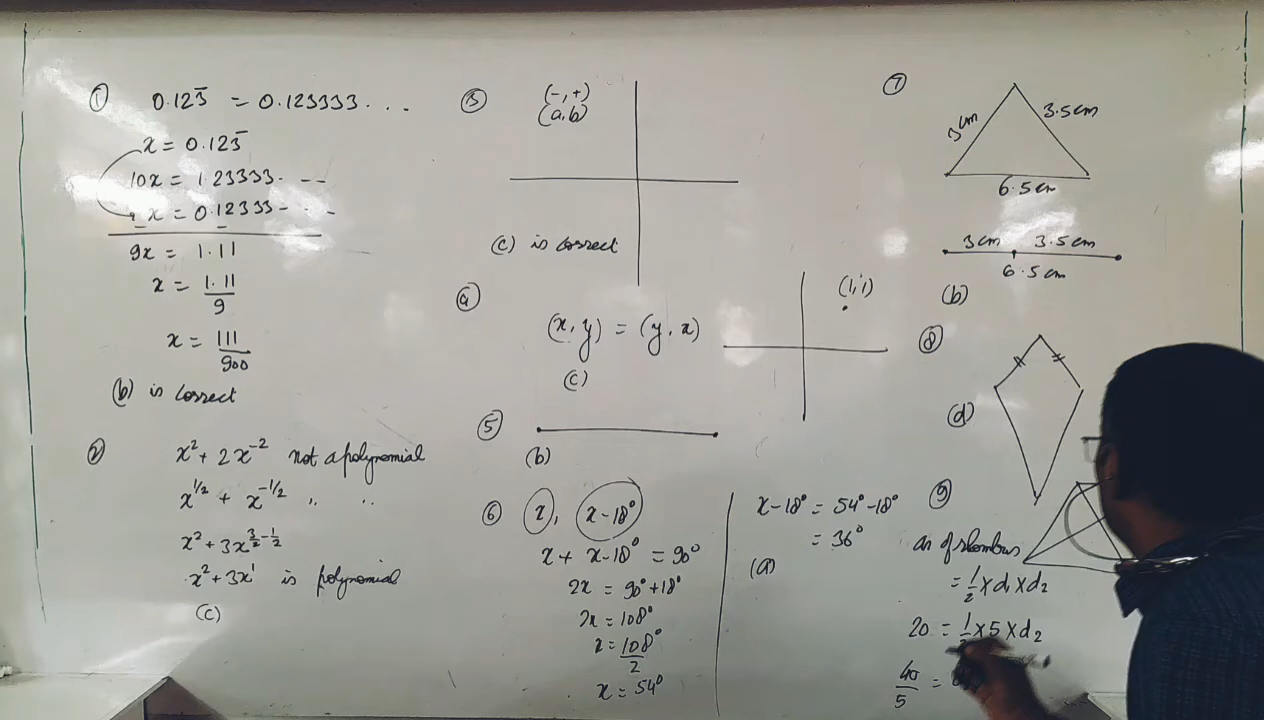 ① 0.123̅ = 0.123333...
x = 0.123̅
10x = 1.23333...
x = 0.12333...
9x = 1.11
x = 1.11/9
x = 111/900
(b) is correct
② x² + 2x⁻² not a polynomial
x^1/2 + x^-1/2 " "
x² + 3x^3/2-1/2
x² + 3x¹ is polynomial
(c)
③ (-,+)
(a,b)
(c) is correct
④ (x, y) = (y, x)
(c)
(1,1)
⑤
(b)
⑥ x, x-18°
x + x-18° = 90°
2x = 90°+18°
2x = 108°
x = 108°/2
x = 54°
x-18° = 54°-18°
= 36°
(a)
⑦ 3cm 3.5cm
6.5cm
3cm 3.5cm
6.5cm
(b)
⑧
(d)
⑨
ar of rhombus
= 1/2 x d₁ x d₂
20 = 1/2 x 5 x d₂
40/5 =